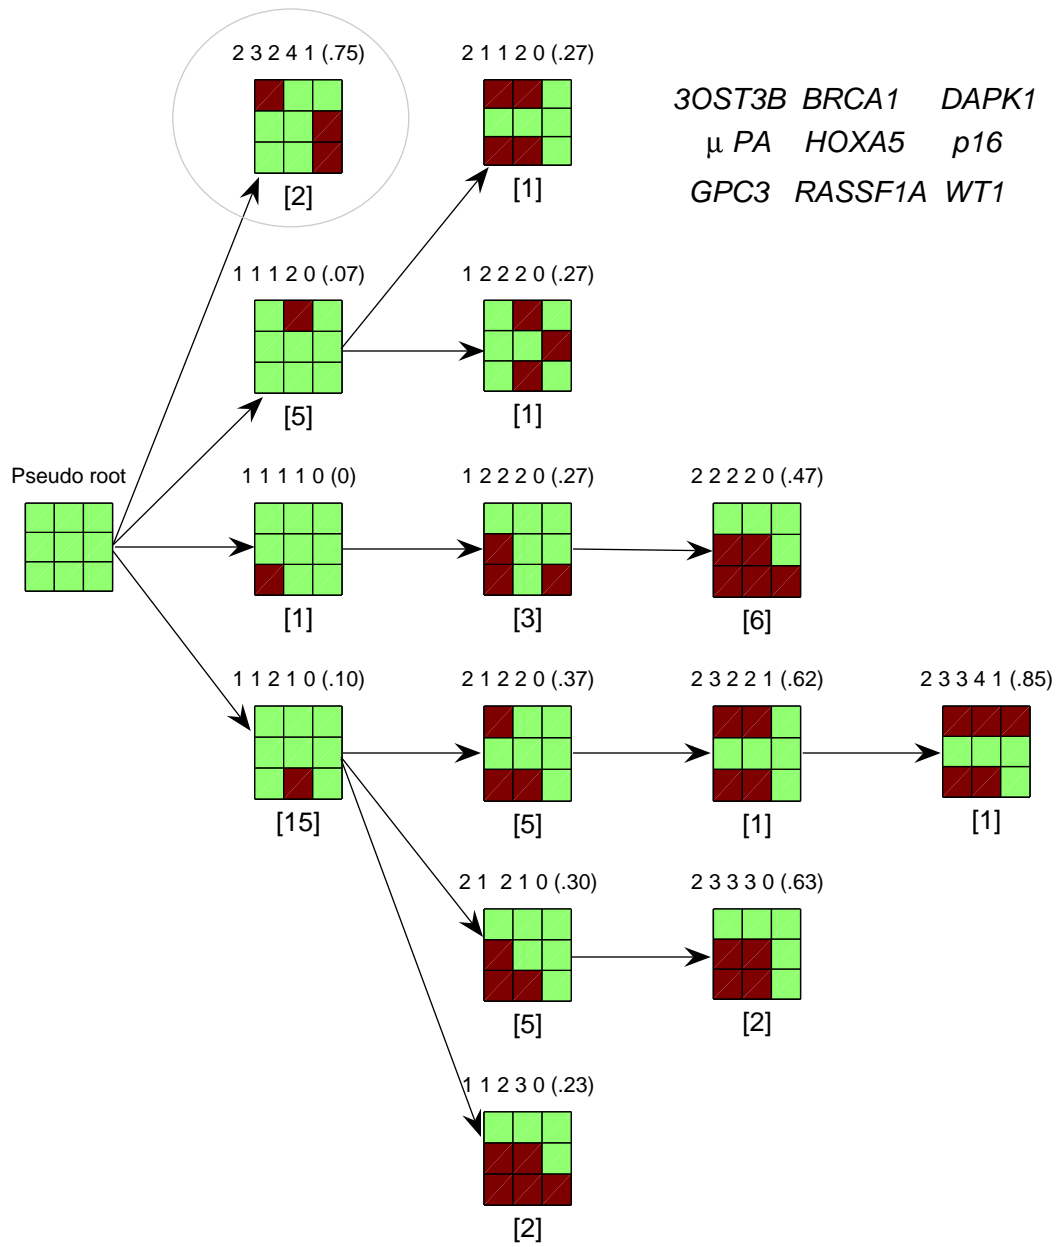 2 3 2 4 1 (.75)
2 1 1 2 0 (.27)
3OST3B BRCA1 DAPK1
μ PA HOXA5 p16
GPC3 RASSF1A WT1
[2]
[1]
1 1 1 2 0 (.07)
1 2 2 2 0 (.27)
[5]
[1]
Pseudo root
1 1 1 1 0 (0)
1 2 2 2 0 (.27)
2 2 2 2 0 (.47)
[1]
[3]
[6]
1 1 2 1 0 (.10)
2 1 2 2 0 (.37)
2 3 2 2 1 (.62)
2 3 3 4 1 (.85)
[15]
[5]
[1]
[1]
2 1 2 1 0 (.30)
2 3 3 3 0 (.63)
[5]
[2]
1 1 2 3 0 (.23)
[2]